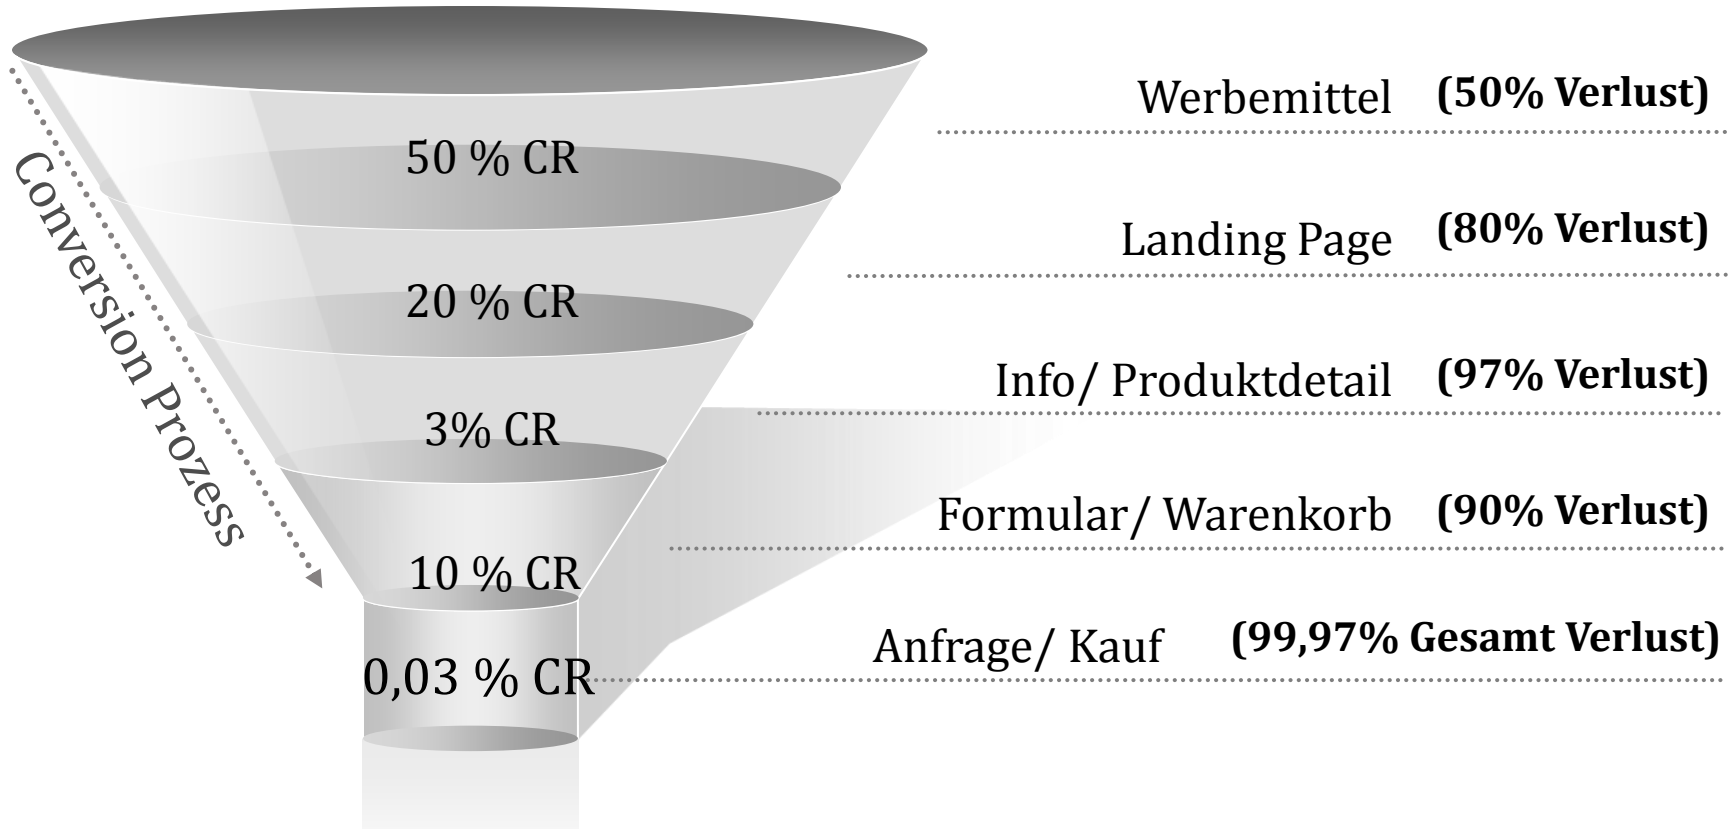 Werbemittel (50% Verlust)
50 % CR
Landing Page (80% Verlust)
20 % CR
Info/ Produktdetail (97% Verlust)
3% CR
Formular/ Warenkorb (90% Verlust)
10 % CR
Anfrage/ Kauf (99,97% Gesamt Verlust)
0,03 % CR
Conversion Prozess